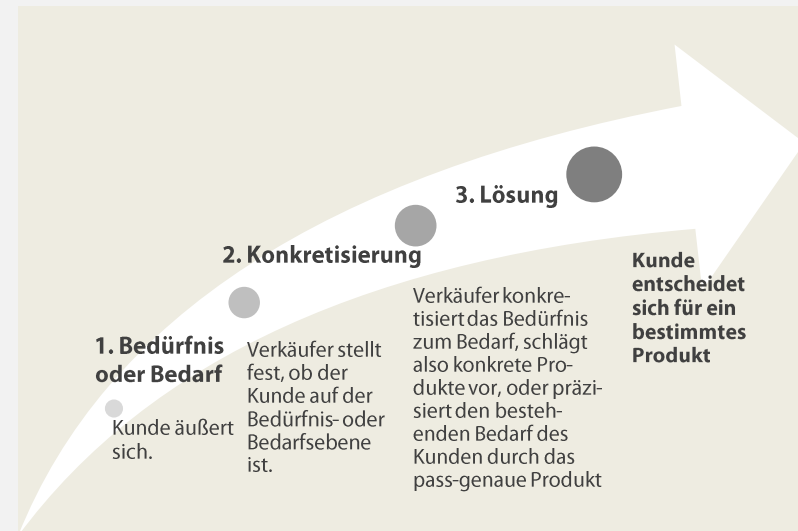 1. Bedürfnis
oder Bedarf
Kunde äußert
sich.
2. Konkretisierung
Verkäufer stellt
fest, ob der
Kunde auf der
Bedürfnis- oder
Bedarfsebene
ist.
3. Lösung
Verkäufer konkre-
tisiert das Bedürfnis
zum Bedarf, schlägt
also konkrete Pro-
dukte vor, oder präzi-
siert den besteh-
enden Bedarf des
Kunden durch das
pass-genaue Produkt
Kunde
entscheidet
sich für ein
bestimmtes
Produkt